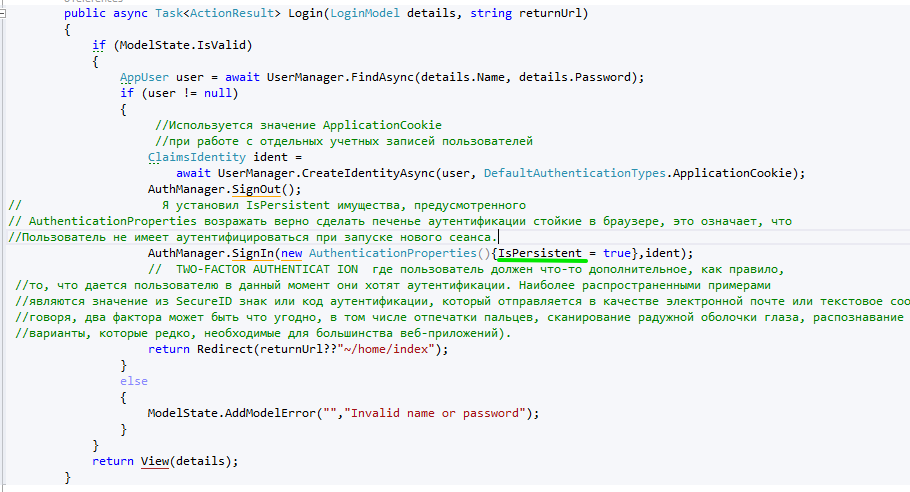 public async Task<ActionResult> Login(LoginModel details, string returnUrl)
{
if (ModelState.IsValid)
{
AppUser user = await UserManager.FindAsync(details.Name, details.Password);
if (user != null)
{
//Используется значение ApplicationCookie
//при работе с отдельных учетных записей пользователей
ClaimsIdentity ident =
await UserManager.CreateIdentityAsync(user, DefaultAuthenticationTypes.ApplicationCookie);
AuthManager.SignOut();
// Я установил IsPersistent имущества, предусмотренного
// AuthenticationProperties возражать верно сделать печенье аутентификации стойкие в браузере, это означает, что
//Пользователь не имеет аутентифицироваться при запуске нового сеанса.
AuthManager.SignIn(new AuthenticationProperties(){IsPersistent = true},ident);
// TWO-FACTOR AUTHENTICAT ION где пользователь должен что-то дополнительное, как правило,
//то, что дается пользователю в данный момент они хотят аутентификации. Наиболее распространенными примерами
//являются значение из SecureID знак или код аутентификации, который отправляется в качестве электронной почте или текстовое соо
//говоря, два фактора может быть что угодно, в том числе отпечатки пальцев, сканирование радужной оболочки глаза, распознавание
//варианты, которые редко, необходимые для большинства веб-приложений).
return Redirect(returnUrl??"~/home/index");
}
else
{
ModelState.AddModelError("","Invalid name or password");
}
}
return View(details);
}